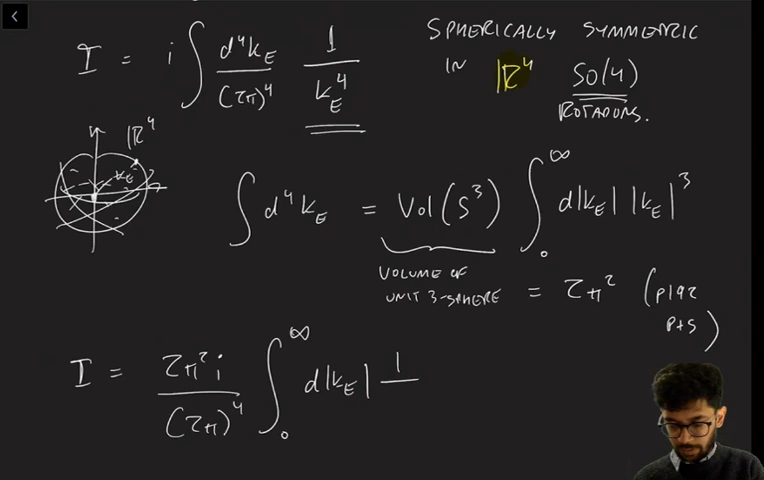 I = i ∫ d⁴k_E/(2π)⁴ 1/k_E⁴
SPHERICALLY SYMMETRIC
IN ℝ⁴ SO(4)
ROTATIONS.
ℝ⁴
k_E
∫ d⁴k_E = Vol(S³) ∫₀^∞ d|k_E| |k_E|³
VOLUME OF
UNIT 3-SPHERE = 2π² (P192
P+S)
I = 2π² i/(2π)⁴ ∫₀^∞ d|k_E| 1/